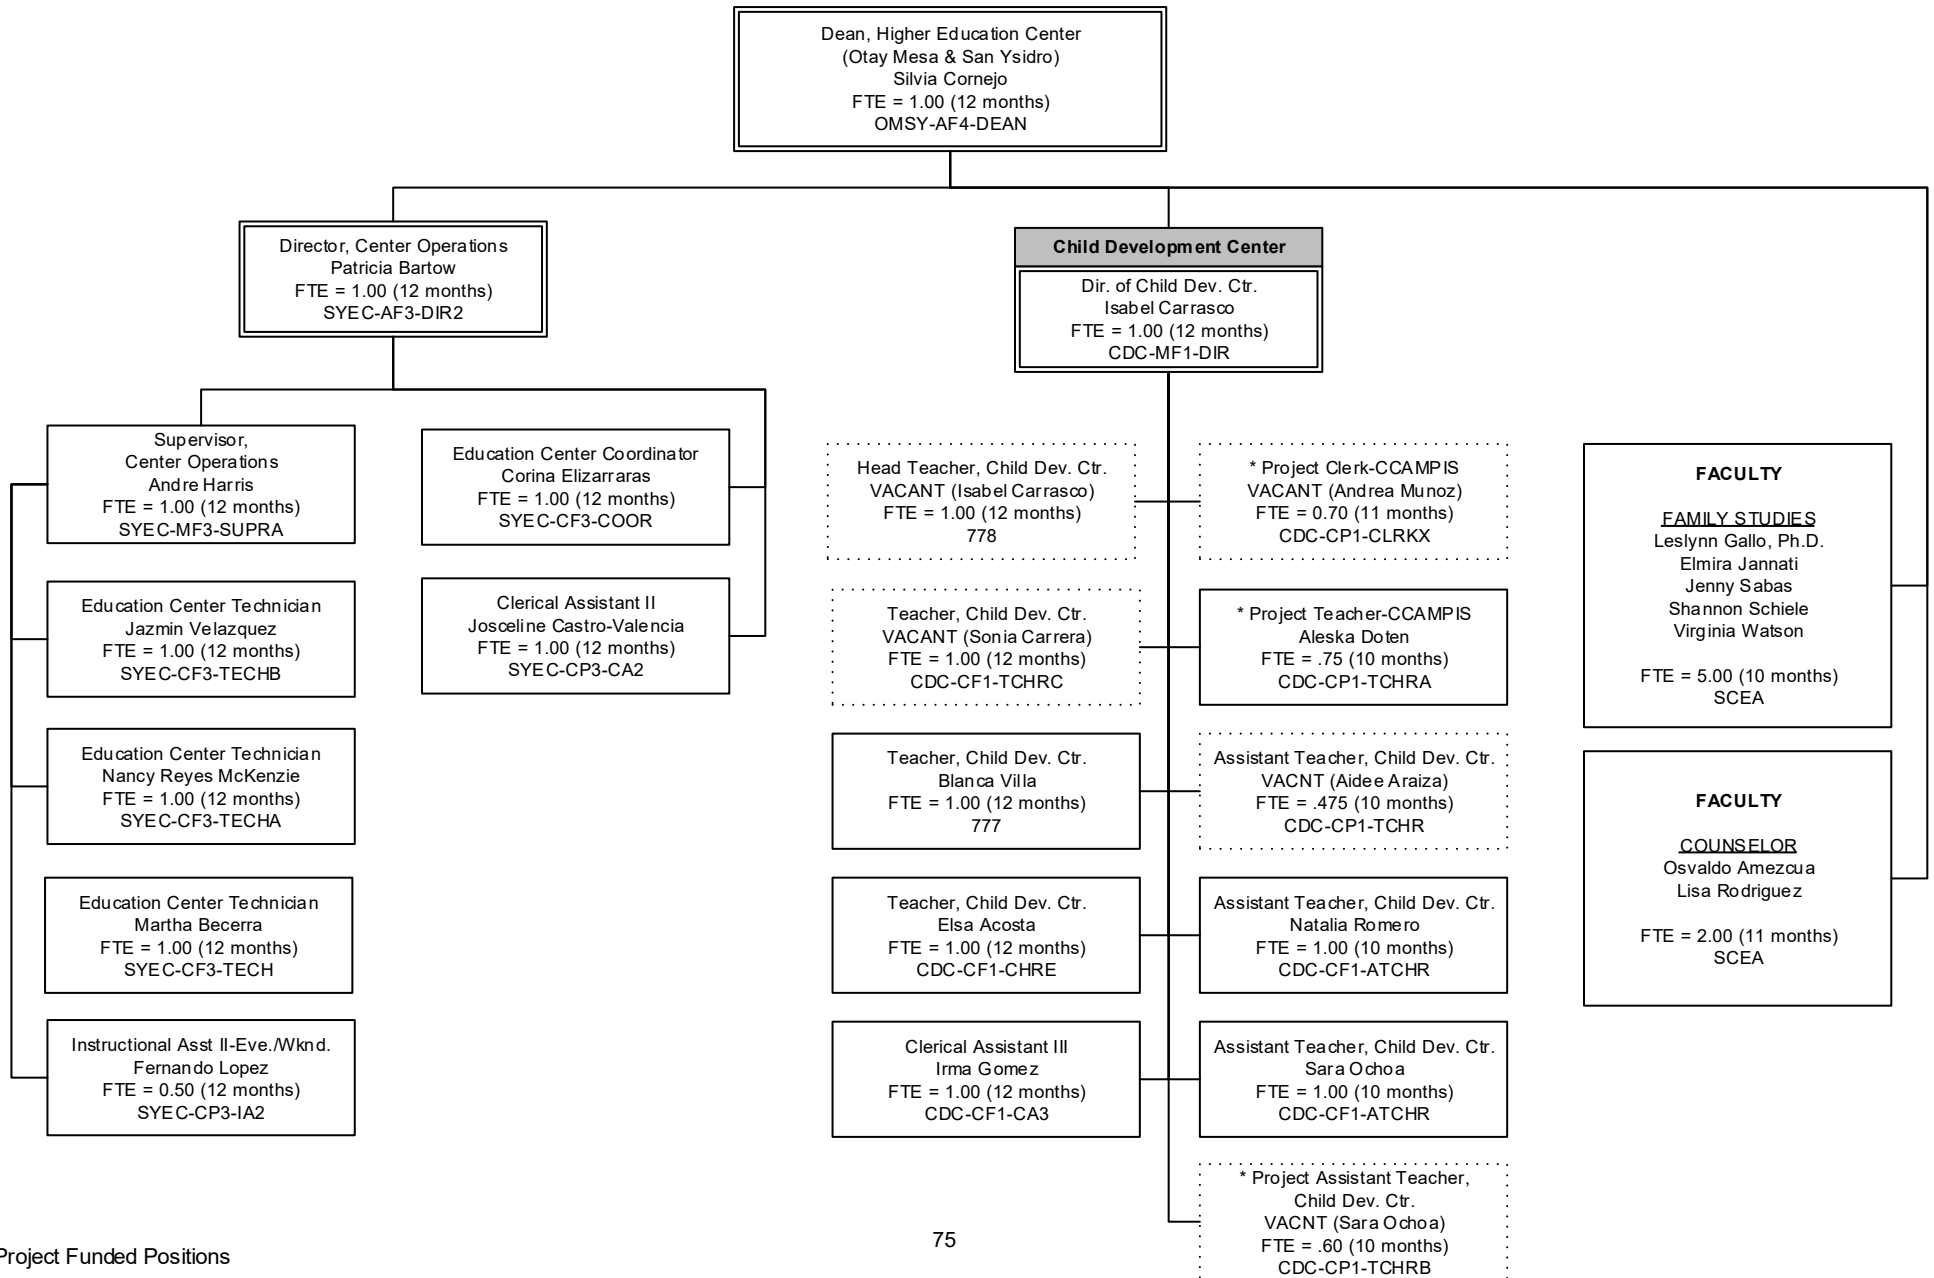 Dean, Higher Education Center
(Otay Mesa & San Ysidro)
Silvia Cornejo
FTE = 1.00 (12 months)
OMSY-AF4-DEAN
Director, Center Operations
Patricia Bartow
FTE = 1.00 (12 months)
SYEC-AF3-DIR2
Supervisor,
Center Operations
Andre Harris
FTE = 1.00 (12 months)
SYEC-MF3-SUPRA
Education Center Technician
Jazmin Velazquez
FTE = 1.00 (12 months)
SYEC-CF3-TECHB
Education Center Technician
Nancy Reyes McKenzie
FTE = 1.00 (12 months)
SYEC-CF3-TECHA
Education Center Technician
Martha Becerra
FTE = 1.00 (12 months)
SYEC-CF3-TECH
Instructional Asst II-Eve./Wknd.
Fernando Lopez
FTE = 0.50 (12 months)
SYEC-CP3-IA2
Education Center Coordinator
Corina Elizarraras
FTE = 1.00 (12 months)
SYEC-CF3-COOR
Clerical Assistant II
Josceline Castro-Valencia
FTE = 1.00 (12 months)
SYEC-CP3-CA2
Child Development Center
Dir. of Child Dev. Ctr.
Isabel Carrasco
FTE = 1.00 (12 months)
CDC-MF1-DIR
Head Teacher, Child Dev. Ctr.
VACANT (Isabel Carrasco)
FTE = 1.00 (12 months)
778
Teacher, Child Dev. Ctr.
VACANT (Sonia Carrera)
FTE = 1.00 (12 months)
CDC-CF1-TCHRC
Teacher, Child Dev. Ctr.
Blanca Villa
FTE = 1.00 (12 months)
777
Teacher, Child Dev. Ctr.
Elsa Acosta
FTE = 1.00 (12 months)
CDC-CF1-CHRE
Clerical Assistant III
Irma Gomez
FTE = 1.00 (12 months)
CDC-CF1-CA3
* Project Clerk-CCAMPIS
VACANT (Andrea Munoz)
FTE = 0.70 (11 months)
CDC-CP1-CLRKX
* Project Teacher-CCAMPIS
Aleska Doten
FTE = .75 (10 months)
CDC-CP1-TCHRA
Assistant Teacher, Child Dev. Ctr.
VACNT (Aidee Araiza)
FTE = .475 (10 months)
CDC-CP1-TCHR
Assistant Teacher, Child Dev. Ctr.
Natalia Romero
FTE = 1.00 (10 months)
CDC-CF1-ATCHR
Assistant Teacher, Child Dev. Ctr.
Sara Ochoa
FTE = 1.00 (10 months)
CDC-CF1-ATCHR
* Project Assistant Teacher,
Child Dev. Ctr.
VACNT (Sara Ochoa)
FTE = .60 (10 months)
CDC-CP1-TCHRB
FACULTY
FAMILY STUDIES
Leslynn Gallo, Ph.D.
Elmira Jannati
Jenny Sabas
Shannon Schiele
Virginia Watson
FTE = 5.00 (10 months)
SCEA
FACULTY
COUNSELOR
Osvaldo Amezcua
Lisa Rodriguez
FTE = 2.00 (11 months)
SCEA
Project Funded Positions
75